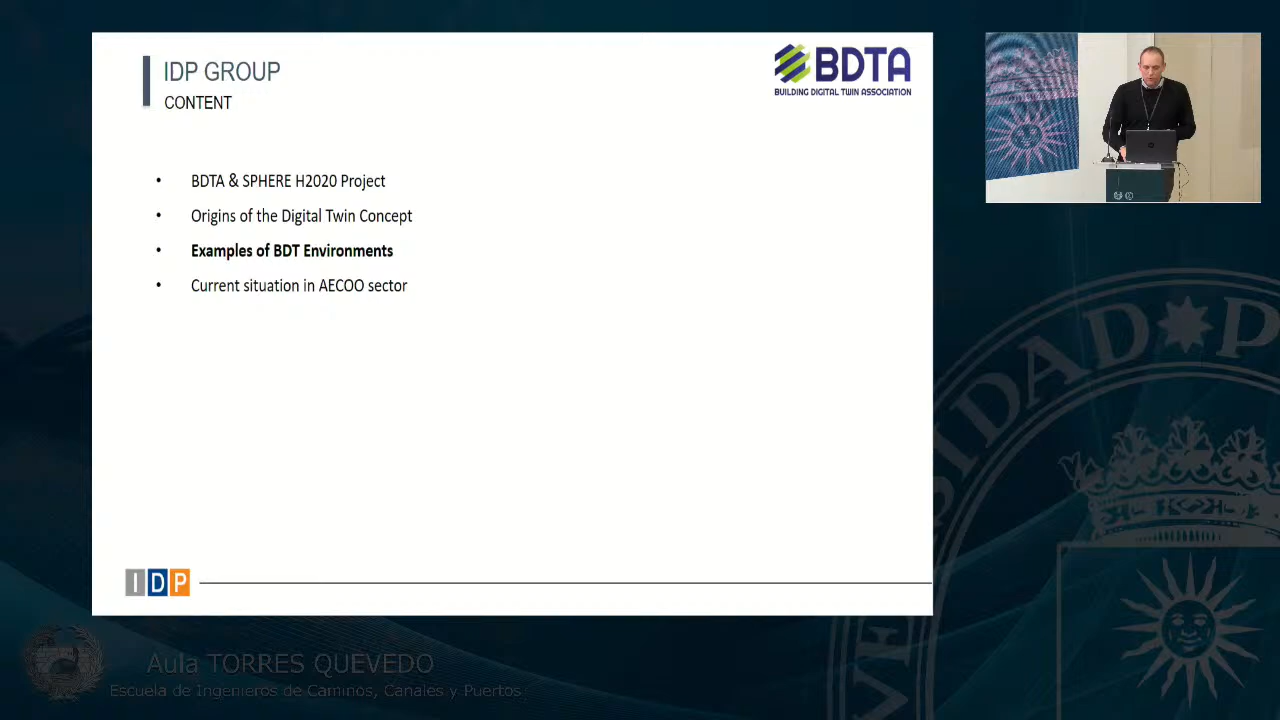 IDP GROUP
CONTENT
BDTA
BUILDING DIGITAL TWIN ASSOCIATION
• BDTA & SPHERE H2020 Project
• Origins of the Digital Twin Concept
• Examples of BDT Environments
• Current situation in AECOO sector
IDP
VERSIDAD P
Aula TORRES QUEVEDO
Escuela de Ingenieros de Caminos, Canales y Puertos